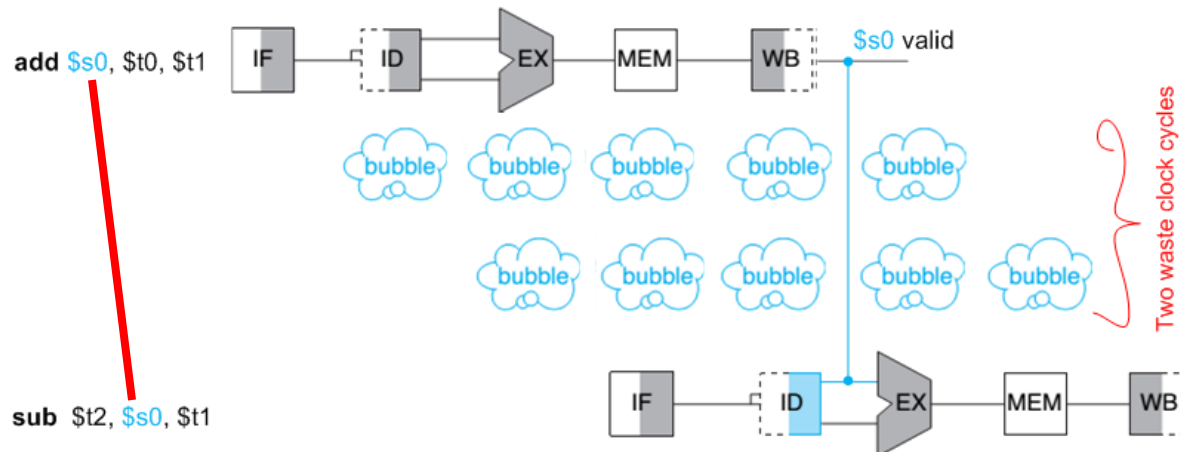 add $s0, $t0, $t1
IF
ID
EX
MEM
WB
$s0 valid
bubble
bubble
bubble
bubble
bubble
bubble
bubble
bubble
bubble
bubble
Two waste clock cycles
sub $t2, $s0, $t1
IF
ID
EX
MEM
WB